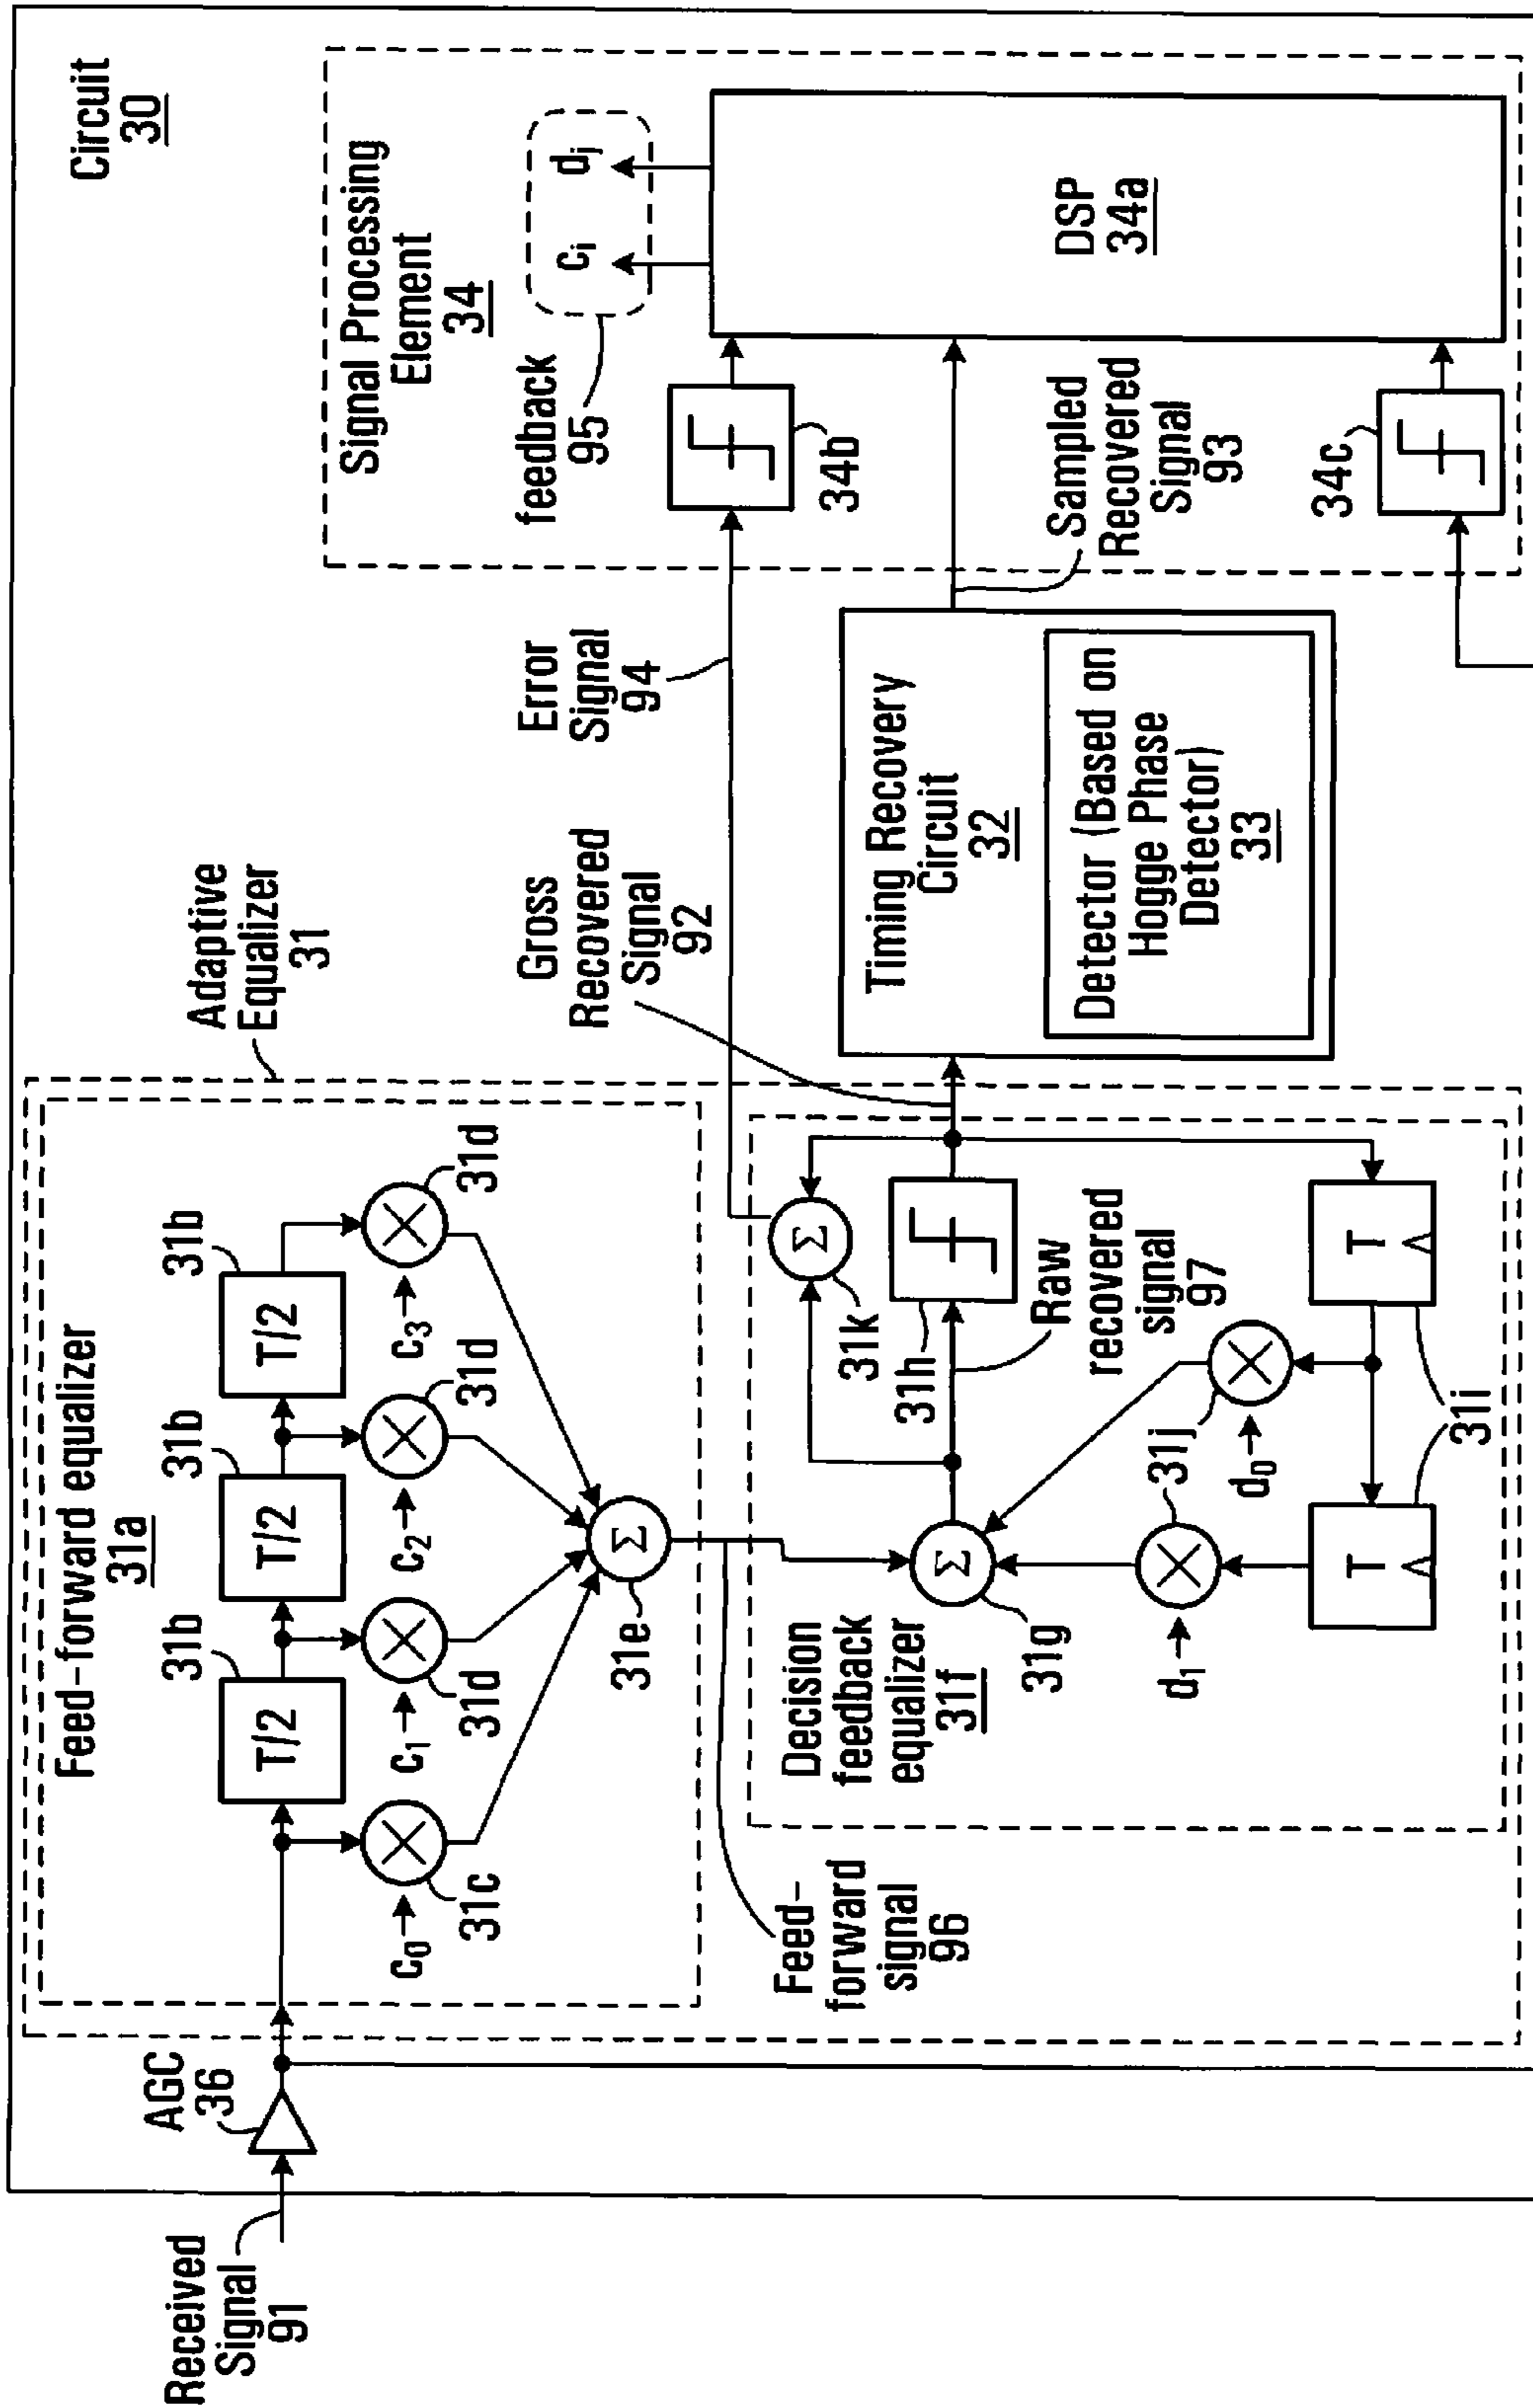 Circuit
30
Received
Signal
91
AGC
36
Adaptive
Equalizer
31
Feed-forward equalizer
31a
T/2
31b
T/2
31b
T/2
31b
c0
31c
c1
31d
c2
31d
c3
31d
Σ
31e
Feed-
forward
signal
96
Decision
feedback
equalizer
31f
Σ
31g
31h
Raw
recovered
signal
97
Σ
31k
d1
31j
d0
T
T
31i
Gross
Recovered
Signal
92
Error
Signal
94
Timing Recovery
Circuit
32
Detector (Based on
Hogge Phase
Detector)
33
Signal Processing
Element
34
feedback
95
ci
dj
34b
Sampled
Recovered
Signal
93
34c
DSP
34a